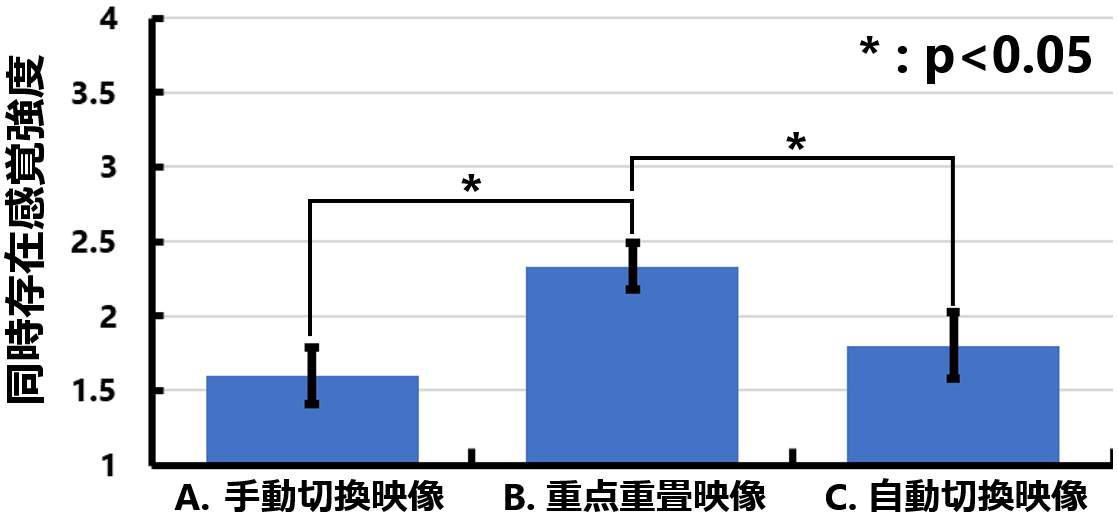 同時存在感覚強度
4
3.5
3
2.5
2
1.5
1
* : p<0.05
*
*
A. 手動切換映像
B. 重点重畳映像
C. 自動切換映像